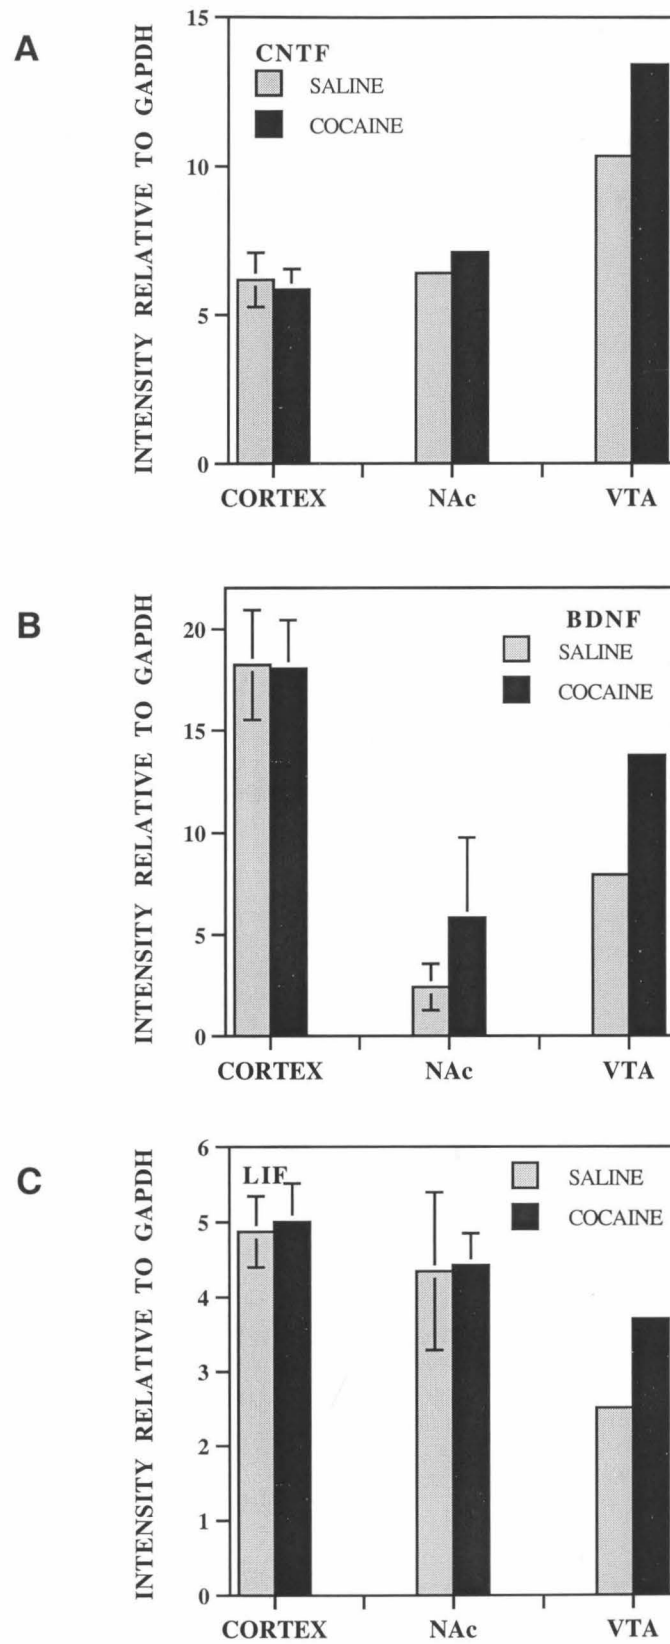 A
INTENSITY RELATIVE TO GAPDH
15
10
5
0
CNTF
SALINE
COCAINE
CORTEX NAc VTA
B
INTENSITY RELATIVE TO GAPDH
20
15
10
5
0
BDNF
SALINE
COCAINE
CORTEX NAc VTA
C
INTENSITY RELATIVE TO GAPDH
6
5
4
3
2
1
0
LIF
SALINE
COCAINE
CORTEX NAc VTA